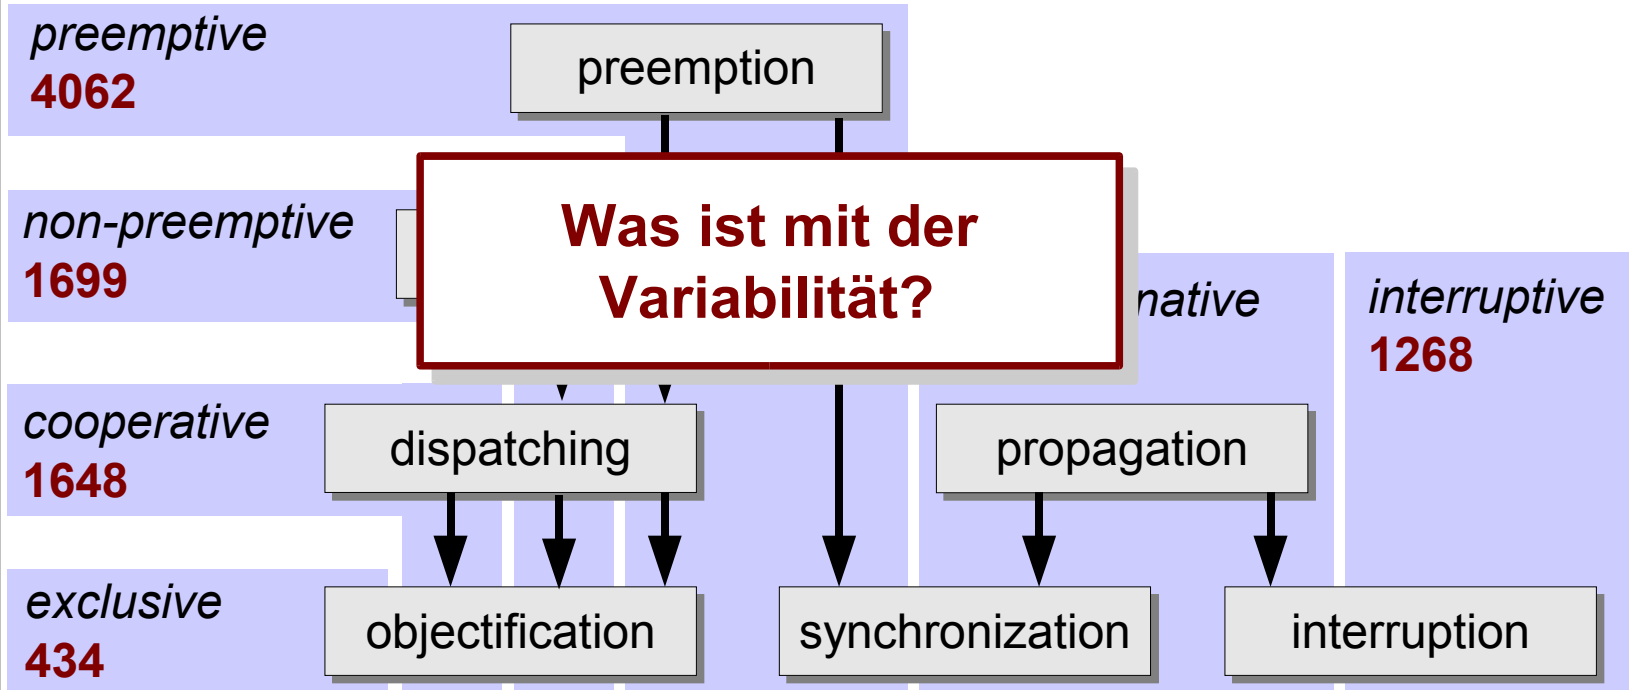 preemptive
4062
preemption
non-preemptive
1699
Was ist mit der
Variabilität?
interruptive
1268
cooperative
1648
dispatching
propagation
exclusive
434
objectification
synchronization
interruption